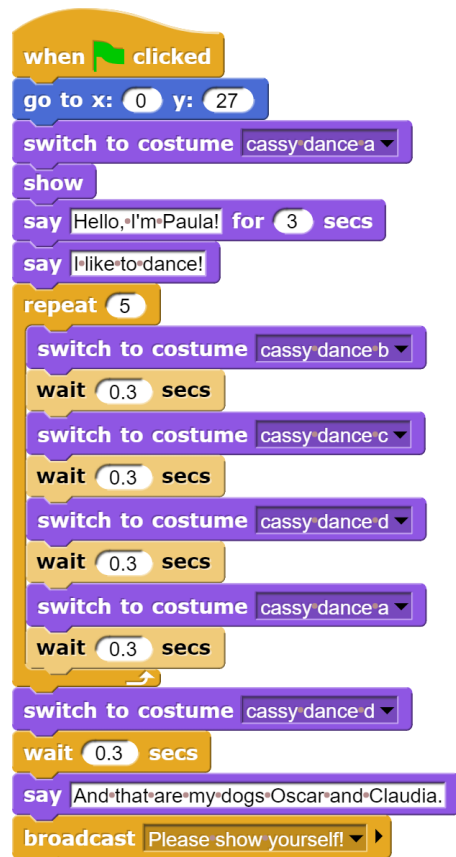 when clicked
go to x: 0 y: 27
switch to costume cassy dance a
show
say Hello, I'm Paula! for 3 secs
say I like to dance!
repeat 5
switch to costume cassy dance b
wait 0.3 secs
switch to costume cassy dance c
wait 0.3 secs
switch to costume cassy dance d
wait 0.3 secs
switch to costume cassy dance a
wait 0.3 secs
switch to costume cassy dance d
wait 0.3 secs
say And that are my dogs Oscar and Claudia.
broadcast Please show yourself!